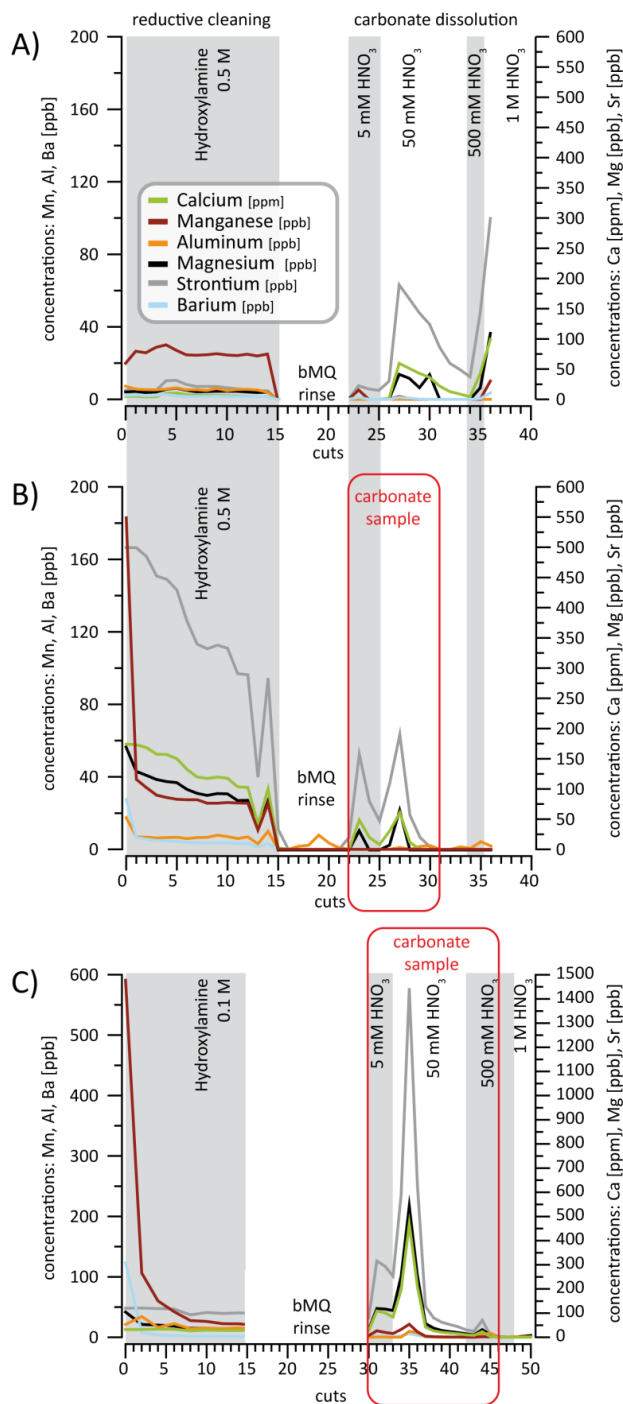 reductive cleaning
carbonate dissolution
A)
200
160
120
80
40
0
concentrations: Mn, Al, Ba [ppb]
Hydroxylamine
0.5 M
5 mM HNO3
50 mM HNO3
500 mM HNO3
1 M HNO3
600
550
500
450
400
350
300
250
200
150
100
50
0
concentrations: Ca [ppm], Mg [ppb], Sr [ppb]
Calcium [ppm]
Manganese [ppb]
Aluminum [ppb]
Magnesium [ppb]
Strontium [ppb]
Barium [ppb]
bMQ
rinse
0 5 10 15 20 25 30 35 40
cuts
B)
200
160
120
80
40
0
concentrations: Mn, Al, Ba [ppb]
Hydroxylamine
0.5 M
carbonate
sample
600
550
500
450
400
350
300
250
200
150
100
50
0
concentrations: Ca [ppm], Mg [ppb], Sr [ppb]
bMQ
rinse
0 5 10 15 20 25 30 35 40
cuts
C)
600
500
400
300
200
100
0
concentrations: Mn, Al, Ba [ppb]
Hydroxylamine
0.1 M
carbonate
sample
5 mM HNO3
50 mM HNO3
500 mM HNO3
1 M HNO3
1500
1400
1300
1200
1100
1000
900
800
700
600
500
400
300
200
100
0
concentrations: Ca [ppm], Mg [ppb], Sr [ppb]
bMQ
rinse
0 5 10 15 20 25 30 35 40 45 50
cuts